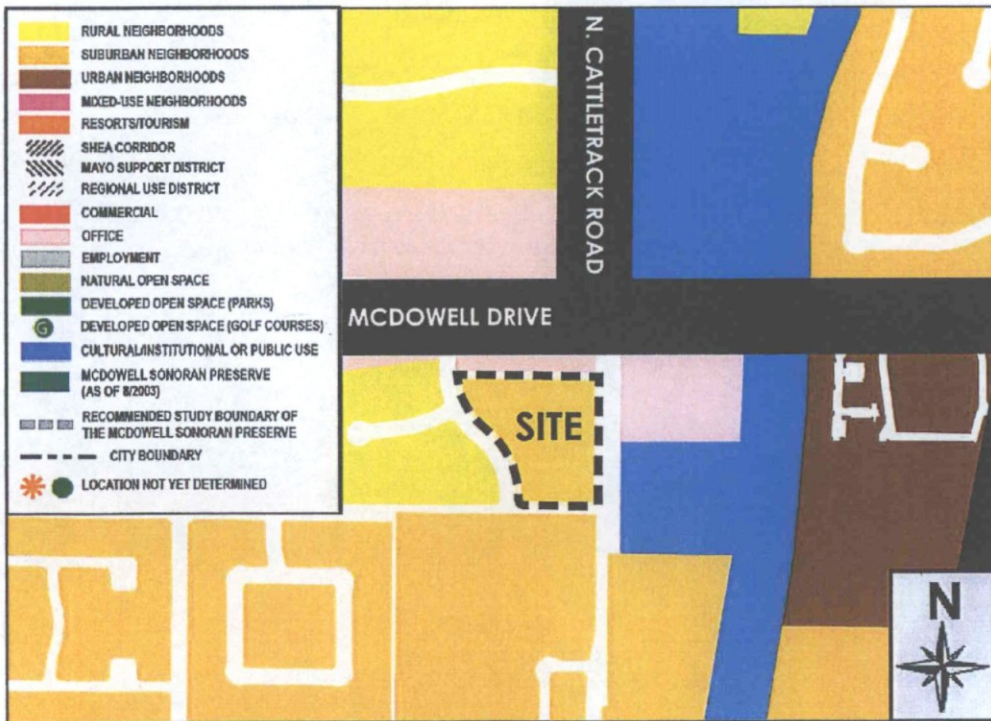 RURAL NEIGHBORHOODS
SUBURBAN NEIGHBORHOODS
URBAN NEIGHBORHOODS
MIXED-USE NEIGHBORHOODS
RESORTS/TOURISM
SHEA CORRIDOR
MAYO SUPPORT DISTRICT
REGIONAL USE DISTRICT
COMMERCIAL
OFFICE
EMPLOYMENT
NATURAL OPEN SPACE
DEVELOPED OPEN SPACE (PARKS)
G DEVELOPED OPEN SPACE (GOLF COURSES)
CULTURAL/INSTITUTIONAL OR PUBLIC USE
MCDOWELL SONORAN PRESERVE
(AS OF 8/2003)
RECOMMENDED STUDY BOUNDARY OF
THE MCDOWELL SONORAN PRESERVE
CITY BOUNDARY
LOCATION NOT YET DETERMINED
N. CATTLETRACK ROAD
MCDOWELL DRIVE
SITE
N